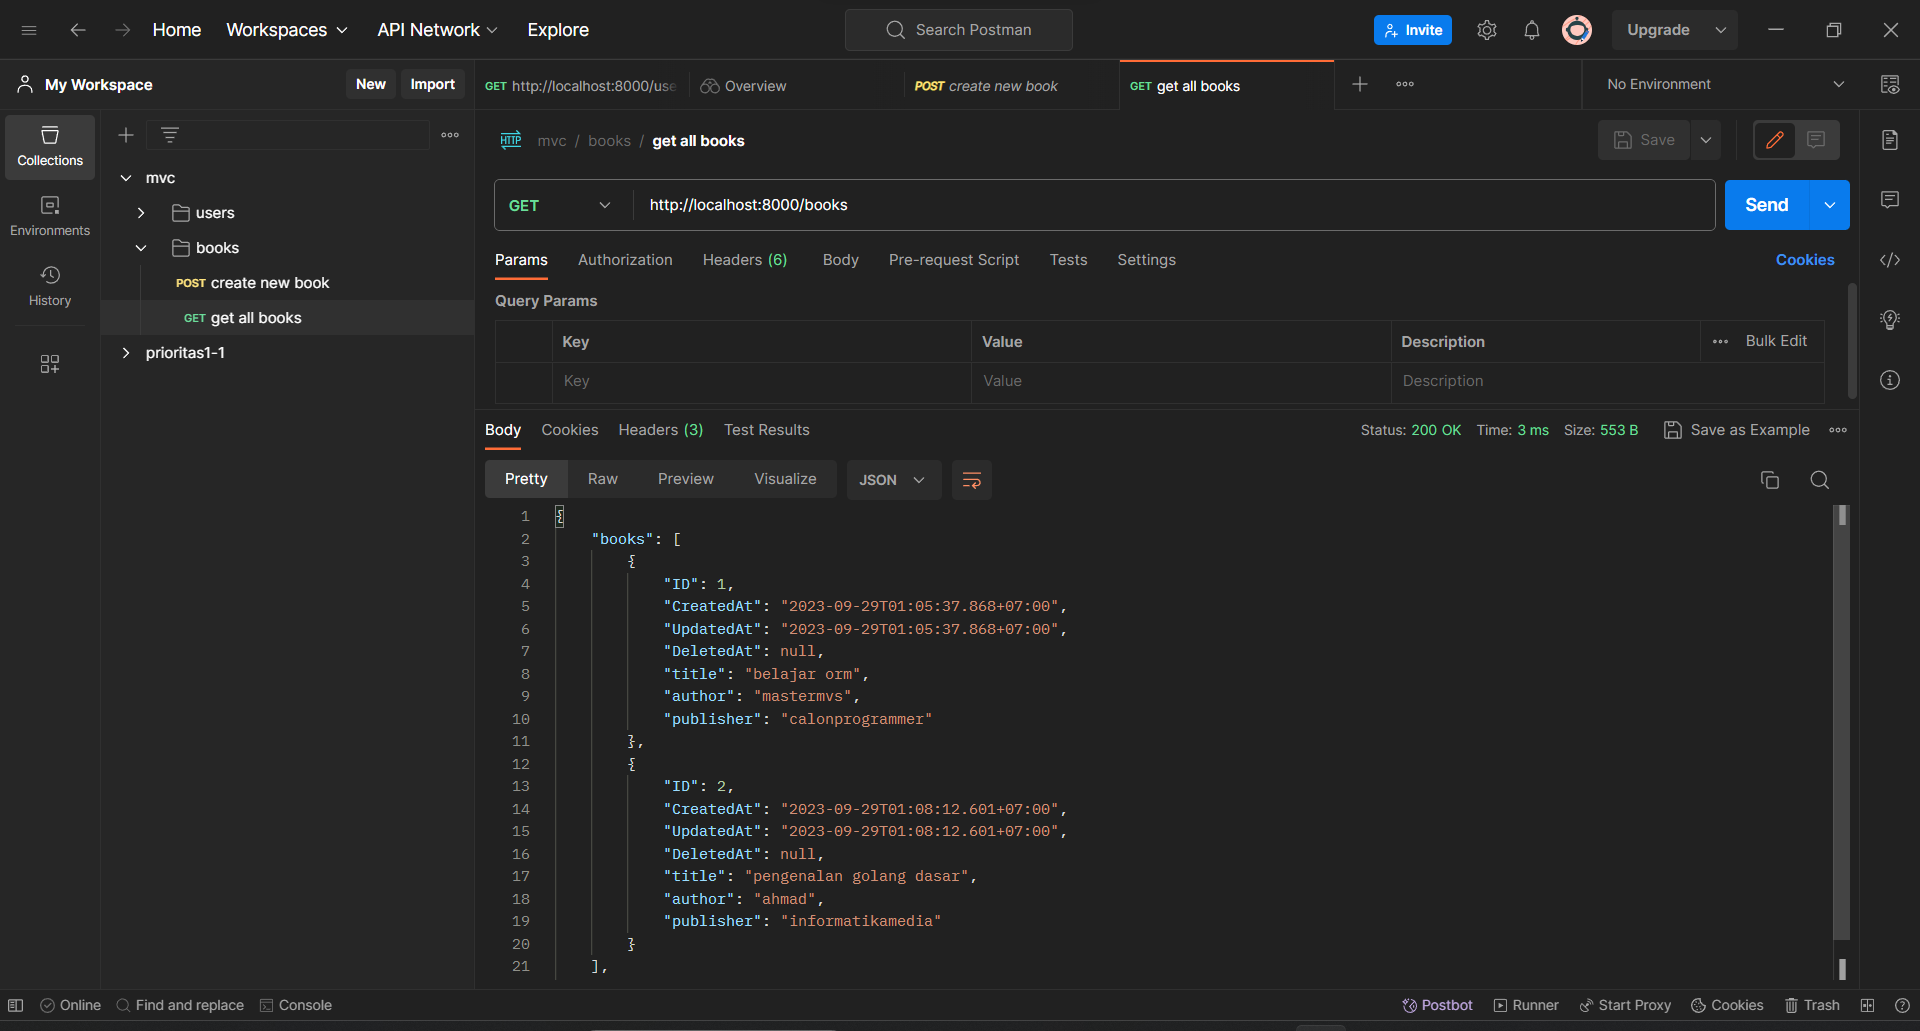 Home Workspaces API Network Explore Search Postman Invite Upgrade
My Workspace New Import GET http://localhost:8000/use Overview POST create new book GET get all books No Environment
Collections
Environments
History
mvc
users
books
POST create new book
GET get all books
prioritas1-1
HTTP mvc / books / get all books Save
GET http://localhost:8000/books Send
Params Authorization Headers (6) Body Pre-request Script Tests Settings Cookies
Query Params
Key Value Description Bulk Edit
Key Value Description
Body Cookies Headers (3) Test Results Status: 200 OK Time: 3 ms Size: 553 B Save as Example
Pretty Raw Preview Visualize JSON
1 {
2 "books": [
3 {
4 "ID": 1,
5 "CreatedAt": "2023-09-29T01:05:37.868+07:00",
6 "UpdatedAt": "2023-09-29T01:05:37.868+07:00",
7 "DeletedAt": null,
8 "title": "belajar orm",
9 "author": "mastermvs",
10 "publisher": "calonprogrammer"
11 },
12 {
13 "ID": 2,
14 "CreatedAt": "2023-09-29T01:08:12.601+07:00",
15 "UpdatedAt": "2023-09-29T01:08:12.601+07:00",
16 "DeletedAt": null,
17 "title": "pengenalan golang dasar",
18 "author": "ahmad",
19 "publisher": "informatikamedia"
20 }
21 ],
Online Find and replace Console Postbot Runner Start Proxy Cookies Trash